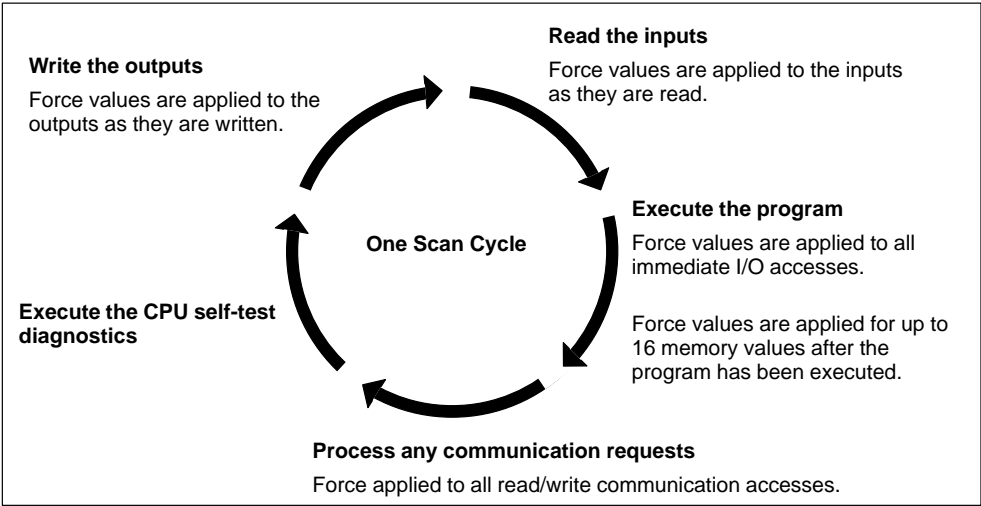 Read the inputs
Force values are applied to the inputs
as they are read.
Execute the program
Force values are applied to all
immediate I/O accesses.
Force values are applied for up to
16 memory values after the
program has been executed.
Process any communication requests
Force applied to all read/write communication accesses.
Execute the CPU self-test
diagnostics
Write the outputs
Force values are applied to the
outputs as they are written.
One Scan Cycle